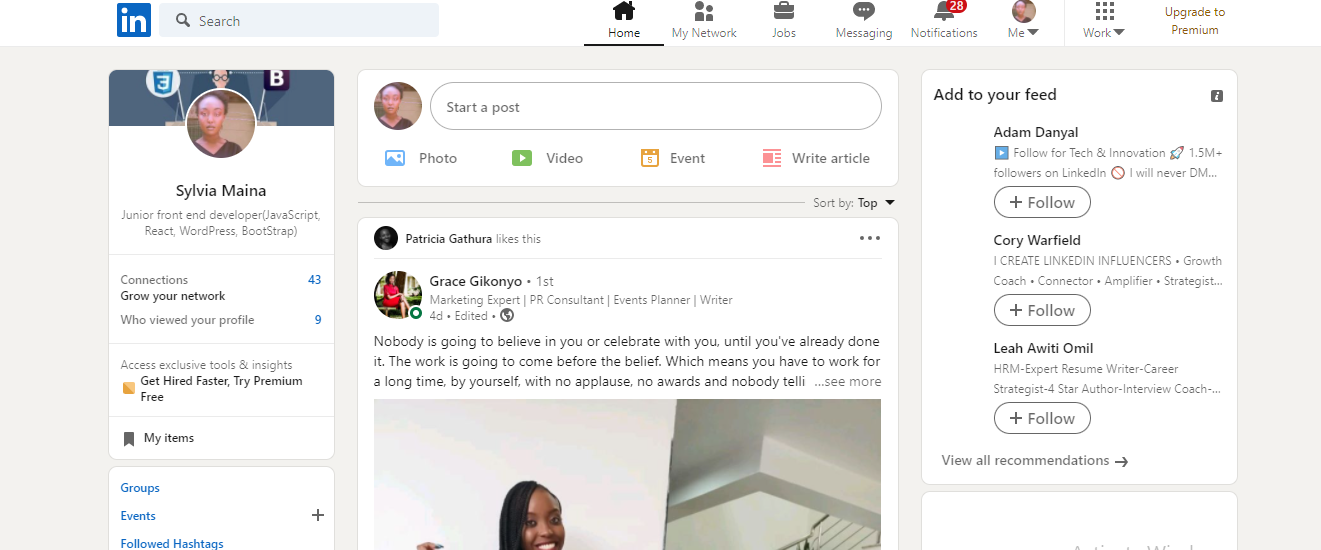 in
Search
Home
My Network
Jobs
Messaging
28
Notifications
Me
Work
Upgrade to
Premium
3
B
Sylvia Maina
Junior front end developer(JavaScript,
React, WordPress, BootStrap)
Connections 43
Grow your network
Who viewed your profile 9
Access exclusive tools & insights
Get Hired Faster, Try Premium
Free
My items
Groups
Events
Followed Hashtags
Start a post
Photo
Video
5
Event
Write article
Sort by: Top
Patricia Gathura likes this
Grace Gikonyo • 1st
Marketing Expert | PR Consultant | Events Planner | Writer
4d • Edited •
Nobody is going to believe in you or celebrate with you, until you've already done
it. The work is going to come before the belief. Which means you have to work for
a long time, by yourself, with no applause, no awards and nobody telli ...see more
Add to your feed
Adam Danyal
▶️ Follow for Tech & Innovation 🚀 1.5M+
followers on LinkedIn 🚫 I will never DM...
+ Follow
Cory Warfield
I CREATE LINKEDIN INFLUENCERS • Growth
Coach • Connector • Amplifier • Strategist...
+ Follow
Leah Awiti Omil
HRM-Expert Resume Writer-Career
Strategist-4 Star Author-Interview Coach-...
+ Follow
View all recommendations →